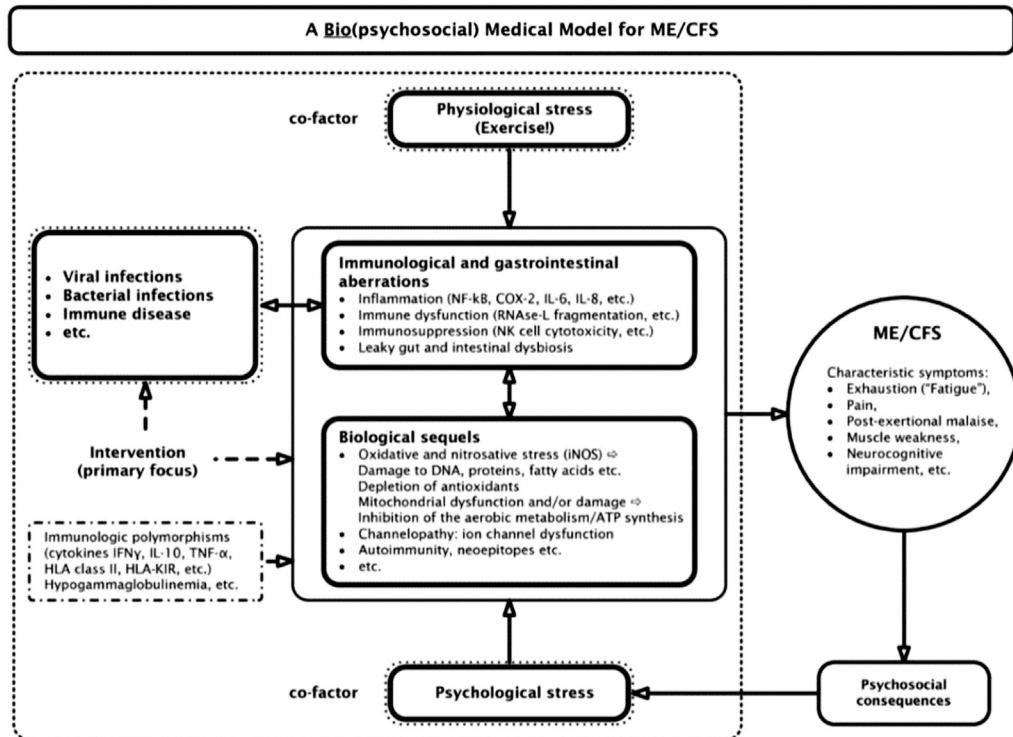 A Bio(psychosocial) Medical Model for ME/CFS
co-factor
Physiological stress
(Exercise!)
• Viral infections
• Bacterial infections
• Immune disease
• etc.
Immunological and gastrointestinal
aberrations
• Inflammation (NF-kB, COX-2, IL-6, IL-8, etc.)
• Immune dysfunction (RNAse-L fragmentation, etc.)
• Immunosuppression (NK cell cytotoxicity, etc.)
• Leaky gut and intestinal dysbiosis
Intervention
(primary focus)
Biological sequels
• Oxidative and nitrosative stress (iNOS) ⇨
Damage to DNA, proteins, fatty acids etc.
Depletion of antioxidants
Mitochondrial dysfunction and/or damage ⇨
Inhibition of the aerobic metabolism/ATP synthesis
• Channelopathy: ion channel dysfunction
• Autoimmunity, neoepitopes etc.
• etc.
Immunologic polymorphisms
(cytokines IFNγ, IL-10, TNF-α,
HLA class II, HLA-KIR, etc.)
Hypogammaglobulinemia, etc.
ME/CFS
Characteristic symptoms:
• Exhaustion ("Fatigue"),
• Pain,
• Post-exertional malaise,
• Muscle weakness,
• Neurocognitive
impairment, etc.
co-factor
Psychological stress
Psychosocial
consequences